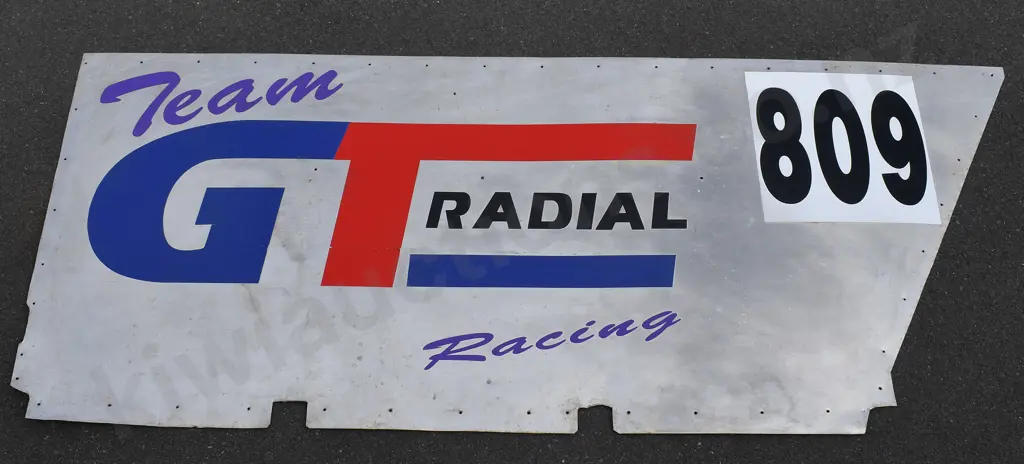 Team
GT RADIAL
Racing
809